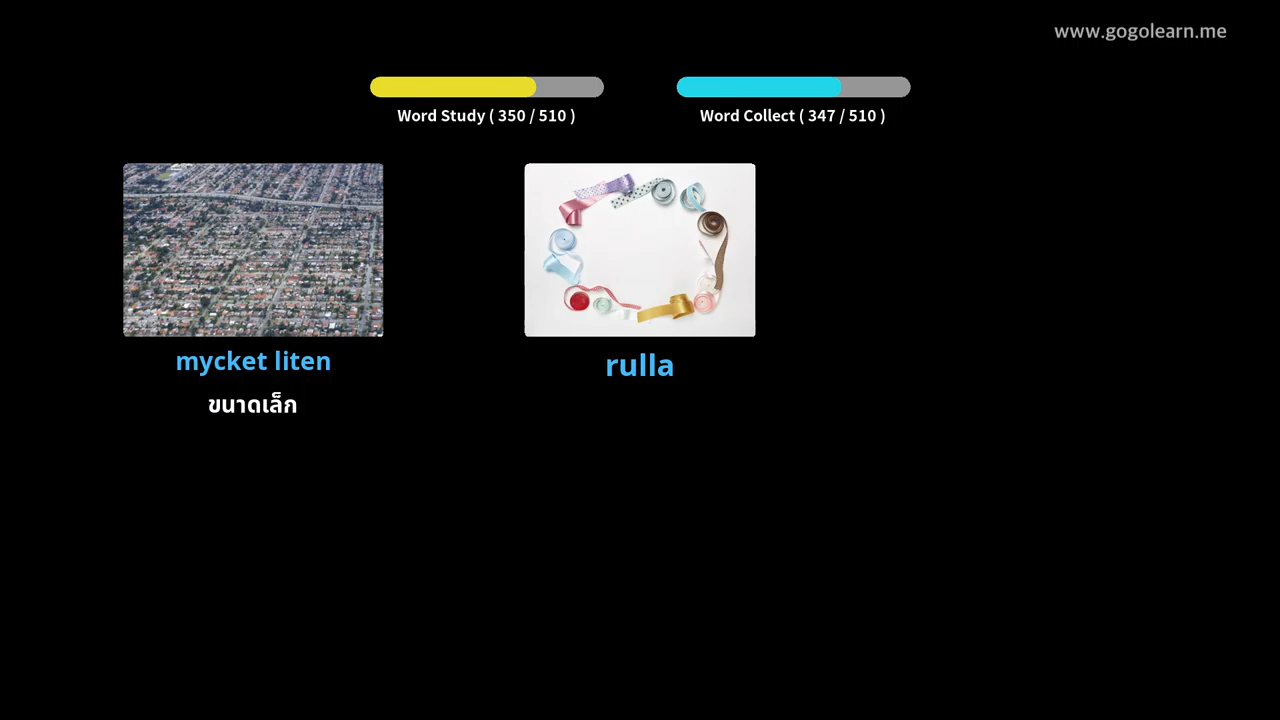 www.gogolearn.me
Word Study ( 350 / 510 )
Word Collect ( 347 / 510 )
mycket liten
ขนาดเล็ก
rulla